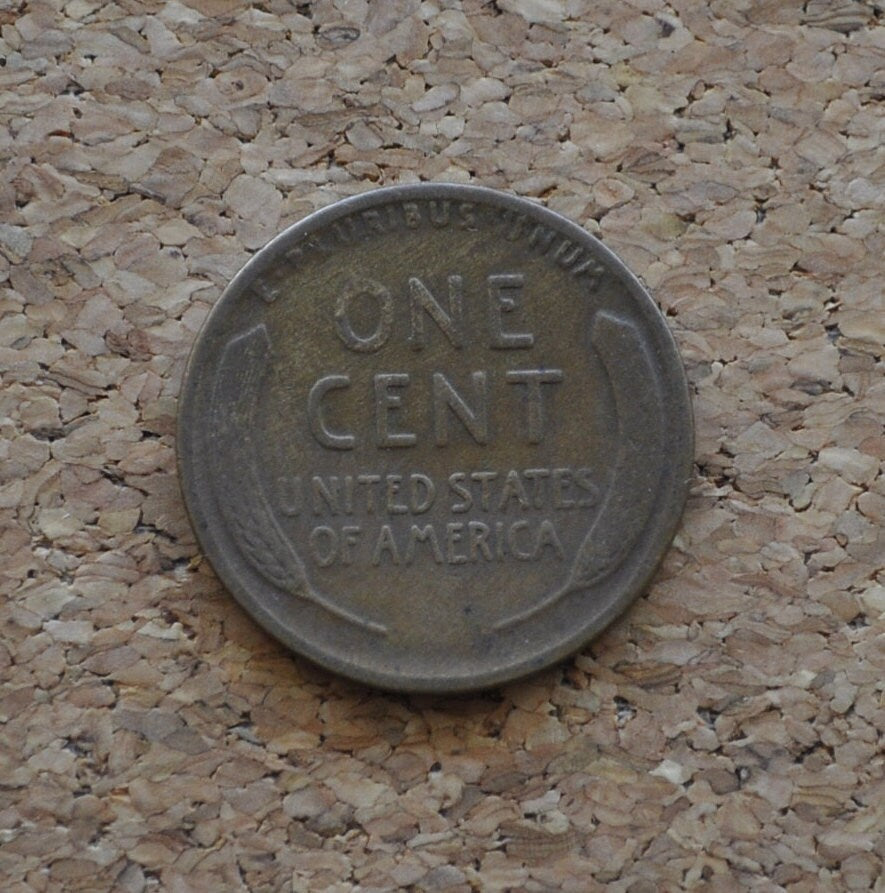 E·PLURIBUS·UNUM
ONE
CENT
UNITED STATES
OF AMERICA